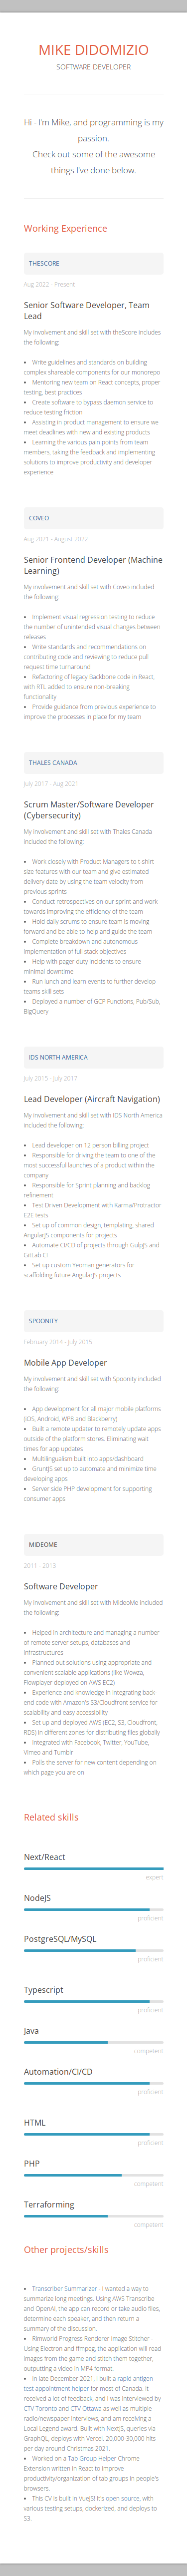 MIKE DIDOMIZIO
SOFTWARE DEVELOPER
Hi - I'm Mike, and programming is my
passion.
Check out some of the awesome
things I've done below.
Working Experience
THESCORE
Aug 2022 - Present
Senior Software Developer, Team
Lead
My involvement and skill set with theScore includes
the following:
• Write guidelines and standards on building
complex shareable components for our monorepo
• Mentoring new team on React concepts, proper
testing, best practices
• Create software to bypass daemon service to
reduce testing friction
• Assisting in product management to ensure we
meet deadlines with new and existing products
• Learning the various pain points from team
members, taking the feedback and implementing
solutions to improve productivity and developer
experience
COVEO
Aug 2021 - August 2022
Senior Frontend Developer (Machine
Learning)
My involvement and skill set with Coveo included
the following:
• Implement visual regression testing to reduce
the number of unintended visual changes between
releases
• Write standards and recommendations on
contributing code and reviewing to reduce pull
request time turnaround
• Refactoring of legacy Backbone code in React,
with RTL added to ensure non-breaking
functionality
• Provide guidance from previous experience to
improve the processes in place for my team
THALES CANADA
July 2017 - Aug 2021
Scrum Master/Software Developer
(Cybersecurity)
My involvement and skill set with Thales Canada
included the following:
• Work closely with Product Managers to t-shirt
size features with our team and give estimated
delivery date by using the team velocity from
previous sprints
• Conduct retrospectives on our sprint and work
towards improving the efficiency of the team
• Hold daily scrums to ensure team is moving
forward and be able to help and guide the team
• Complete breakdown and autonomous
implementation of full stack objectives
• Help with pager duty incidents to ensure
minimal downtime
• Run lunch and learn events to further develop
teams skill sets
• Deployed a number of GCP Functions, Pub/Sub,
BigQuery
IDS NORTH AMERICA
July 2015 - July 2017
Lead Developer (Aircraft Navigation)
My involvement and skill set with IDS North America
included the following:
• Lead developer on 12 person billing project
• Responsible for driving the team to one of the
most successful launches of a product within the
company
• Responsible for Sprint planning and backlog
refinement
• Test Driven Development with Karma/Protractor
E2E tests
• Set up of common design, templating, shared
AngularJS components for projects
• Automate CI/CD of projects through GulpJS and
GitLab CI
• Set up custom Yeoman generators for
scaffolding future AngularJS projects
SPOONITY
February 2014 - July 2015
Mobile App Developer
My involvement and skill set with Spoonity included
the following:
• App development for all major mobile platforms
(iOS, Android, WP8 and Blackberry)
• Built a remote updater to remotely update apps
outside of the platform stores. Eliminating wait
times for app updates
• Multilingualism built into apps/dashboard
• GruntJS set up to automate and minimize time
developing apps
• Server side PHP development for supporting
consumer apps
MIDEOME
2011 - 2013
Software Developer
My involvement and skill set with MideoMe included
the following:
• Helped in architecture and managing a number
of remote server setups, databases and
infrastructures
• Planned out solutions using appropriate and
convenient scalable applications (like Wowza,
Flowplayer deployed on AWS EC2)
• Experience and knowledge in integrating back-
end code with Amazon's S3/Cloudfront service for
scalability and easy accessibility
• Set up and deployed AWS (EC2, S3, Cloudfront,
RDS) in different zones for distributing files globally
• Integrated with Facebook, Twitter, YouTube,
Vimeo and Tumblr
• Polls the server for new content depending on
which page you are on
Related skills
Next/React
expert
NodeJS
proficient
PostgreSQL/MySQL
proficient
Typescript
proficient
Java
competent
Automation/CI/CD
proficient
HTML
proficient
PHP
competent
Terraforming
competent
Other projects/skills
• Transcriber Summarizer - I wanted a way to
summarize long meetings. Using AWS Transcribe
and OpenAI, the app can record or take audio files,
determine each speaker, and then return a
summary of the discussion.
• Rimworld Progress Renderer Image Stitcher -
Using Electron and ffmpeg, the application will read
images from the game and stitch them together,
outputting a video in MP4 format.
• In late December 2021, I built a rapid antigen
test appointment helper for most of Canada. It
received a lot of feedback, and I was interviewed by
CTV Toronto and CTV Ottawa as well as multiple
radio/newspaper interviews, and am receiving a
Local Legend award. Built with NextJS, queries via
GraphQL, deploys with Vercel. 20,000-30,000 hits
per day around Christmas 2021.
• Worked on a Tab Group Helper Chrome
Extension written in React to improve
productivity/organization of tab groups in people's
browsers.
• This CV is built in VueJS! It's open source, with
various testing setups, dockerized, and deploys to
S3.